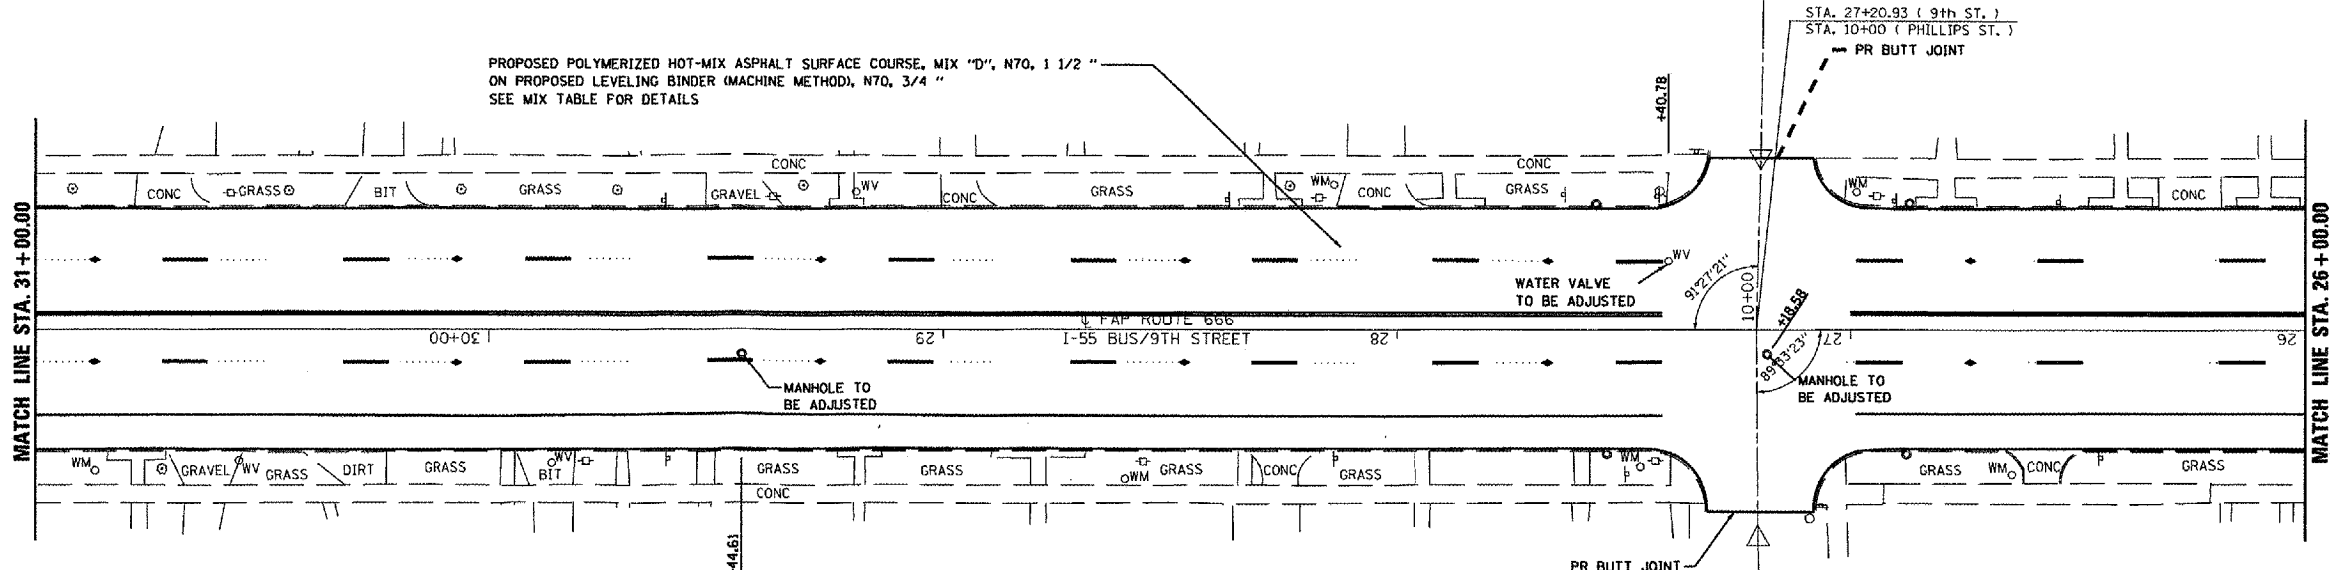 STA. 27+20.93 ( 9th ST. )
STA. 10+00 ( PHILLIPS ST. )
PR BUTT JOINT
PROPOSED POLYMERIZED HOT-MIX ASPHALT SURFACE COURSE, MIX "D", N70, 1 1/2 "
ON PROPOSED LEVELING BINDER (MACHINE METHOD), N70, 3/4 "
SEE MIX TABLE FOR DETAILS
+40.78
CONC
CONC
CONC
GRASS
BIT
GRASS
GRAVEL
WV
CONC
GRASS
WM
CONC
GRASS
WM
CONC
MATCH LINE STA. 31+00.00
MATCH LINE STA. 26+00.00
WV
WATER VALVE
TO BE ADJUSTED
91°27'21"
10+00
+18.58
89°33'23"
℄ FAP ROUTE 666
I-55 BUS/9TH STREET
30+00
29
28
27
26
MANHOLE TO
BE ADJUSTED
MANHOLE TO
BE ADJUSTED
WM
GRAVEL
WV
GRASS
DIRT
GRASS
WV
BIT
GRASS
GRASS
WM
GRASS
CONC
GRASS
WM
GRASS
WM
CONC
GRASS
CONC
44.61
PR BUTT JOINT